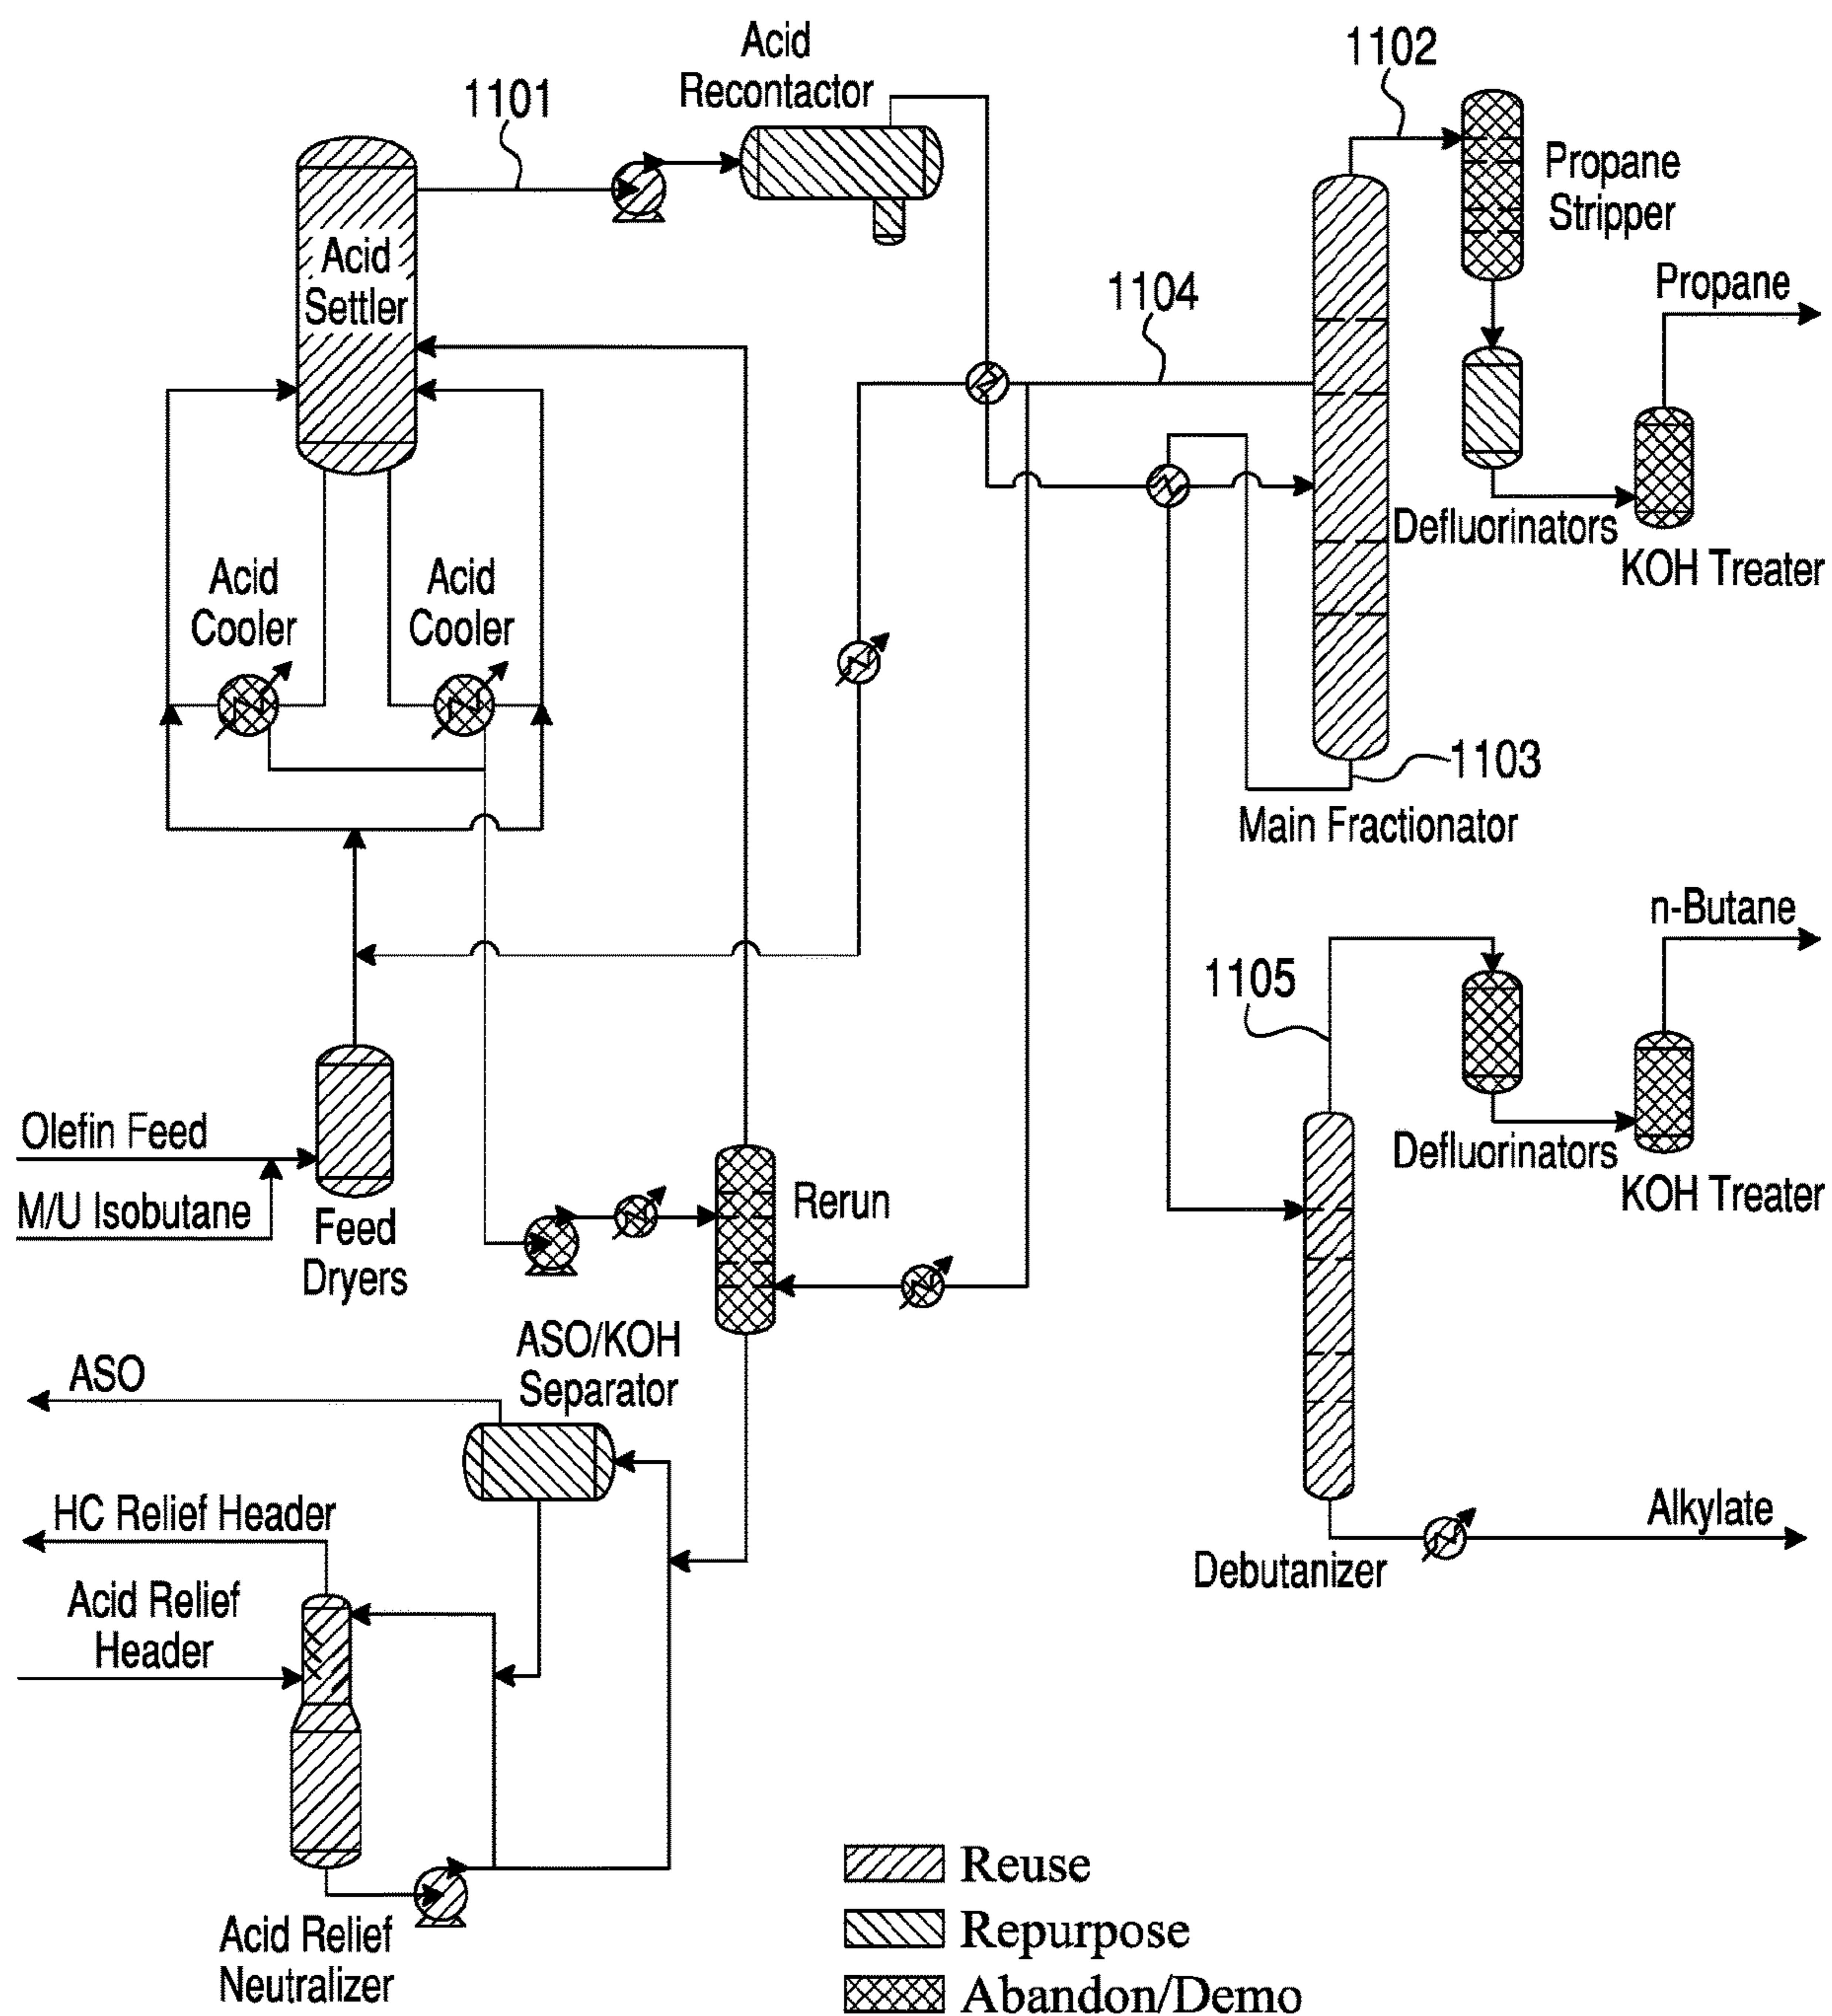 Acid
Recontactor
1101
1102
Propane
Stripper
Acid
Settler
1104
Propane
Defluorinators
KOH Treater
Acid
Cooler
Acid
Cooler
1103
Main Fractionator
n-Butane
1105
Olefin Feed
M/U Isobutane
Feed
Dryers
Rerun
Defluorinators
KOH Treater
ASO/KOH
Separator
ASO
HC Relief Header
Acid Relief
Header
Alkylate
Debutanizer
Acid Relief
Neutralizer
Reuse
Repurpose
Abandon/Demo